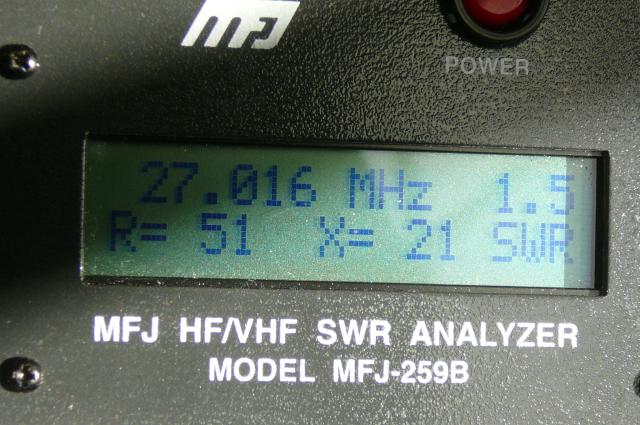 MFJ
POWER
27.016 MHz 1.5
R= 51 X= 21 SWR
MFJ HF/VHF SWR ANALYZER
MODEL MFJ-259B